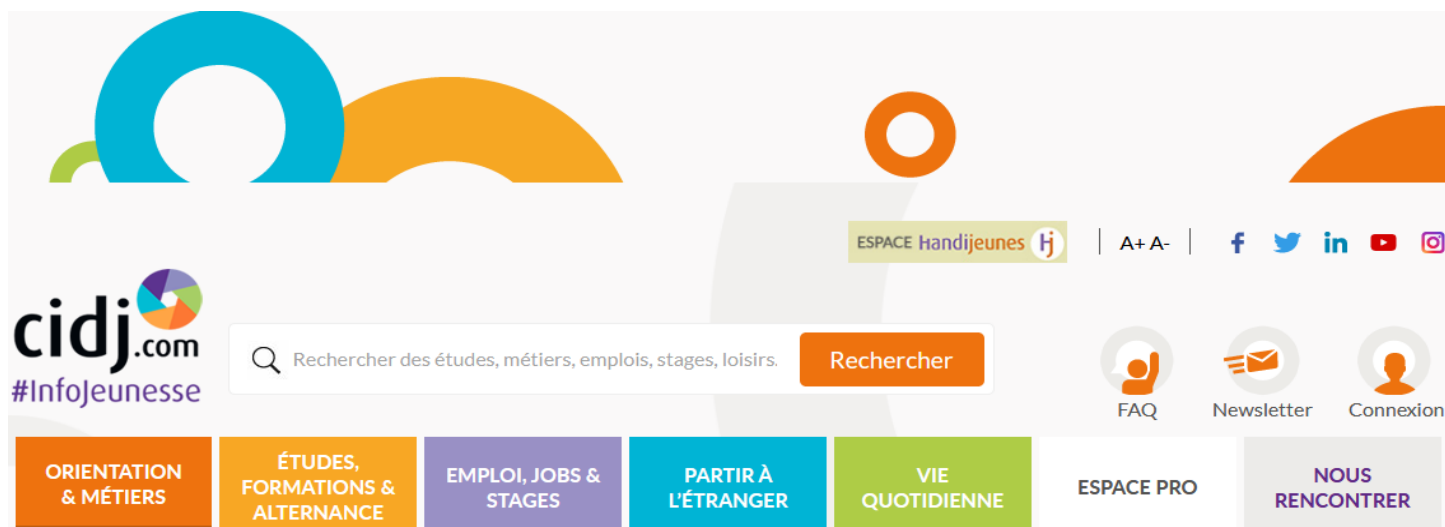 ESPACE Handijeunes Hj
A+ A-
cidj.com
#InfoJeunesse
Rechercher des études, métiers, emplois, stages, loisirs.
Rechercher
FAQ
Newsletter
Connexion
ORIENTATION
& MÉTIERS
ÉTUDES,
FORMATIONS &
ALTERNANCE
EMPLOI, JOBS &
STAGES
PARTIR À
L'ÉTRANGER
VIE
QUOTIDIENNE
ESPACE PRO
NOUS
RENCONTRER